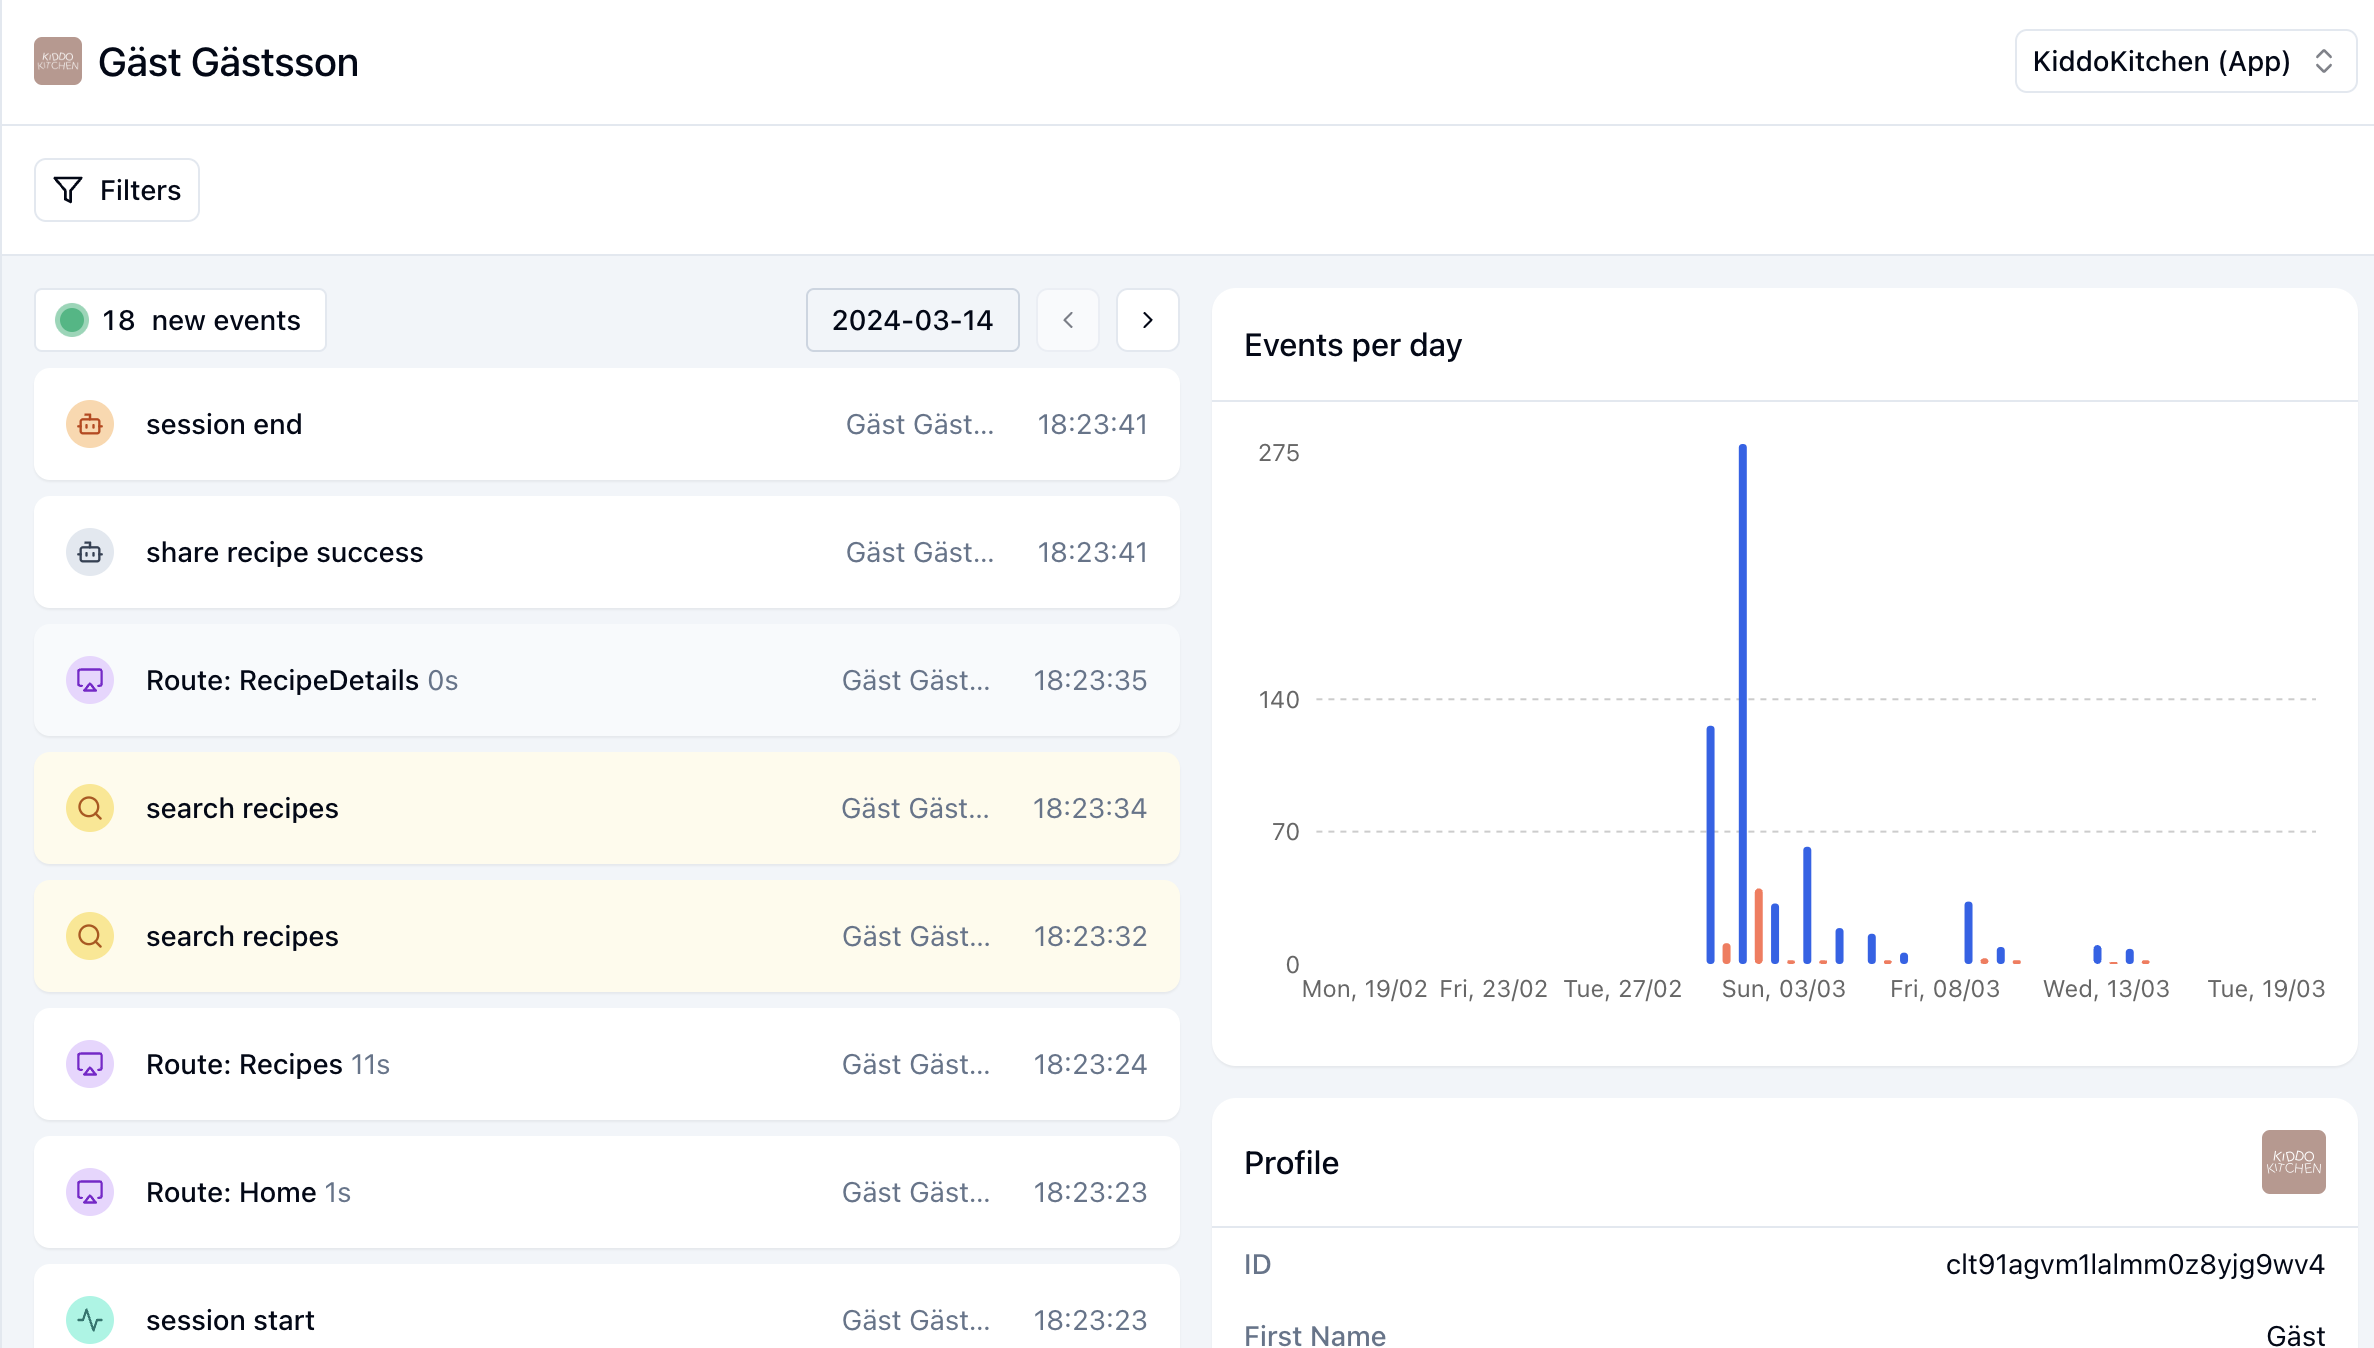 KIDDO
KITCHEN
Gäst Gästsson
KiddoKitchen (App)
Filters
18 new events
2024-03-14
session end Gäst Gäst... 18:23:41
share recipe success Gäst Gäst... 18:23:41
Route: RecipeDetails 0s Gäst Gäst... 18:23:35
search recipes Gäst Gäst... 18:23:34
search recipes Gäst Gäst... 18:23:32
Route: Recipes 11s Gäst Gäst... 18:23:24
Route: Home 1s Gäst Gäst... 18:23:23
session start Gäst Gäst... 18:23:23
Events per day
275
140
70
0
Mon, 19/02 Fri, 23/02 Tue, 27/02 Sun, 03/03 Fri, 08/03 Wed, 13/03 Tue, 19/03
Profile
KIDDO
KITCHEN
ID clt91agvm1lalmm0z8yjg9wv4
First Name Gäst